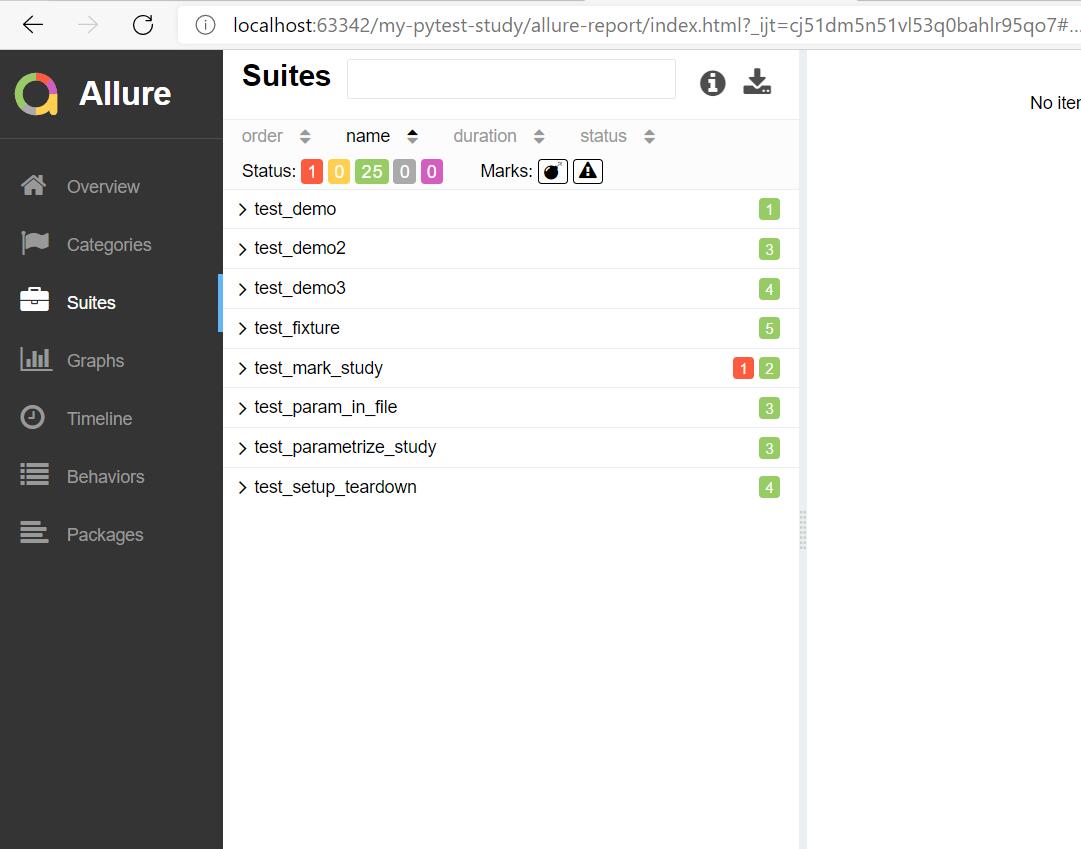 localhost:63342/my-pytest-study/allure-report/index.html?_ijt=cj51dm5n51vl53q0bahlr95qo7#...
Allure
Overview
Categories
Suites
Graphs
Timeline
Behaviors
Packages
Suites
order name duration status
Status: 1 0 25 0 0 Marks:
test_demo 1
test_demo2 3
test_demo3 4
test_fixture 5
test_mark_study 1 2
test_param_in_file 3
test_parametrize_study 3
test_setup_teardown 4
No